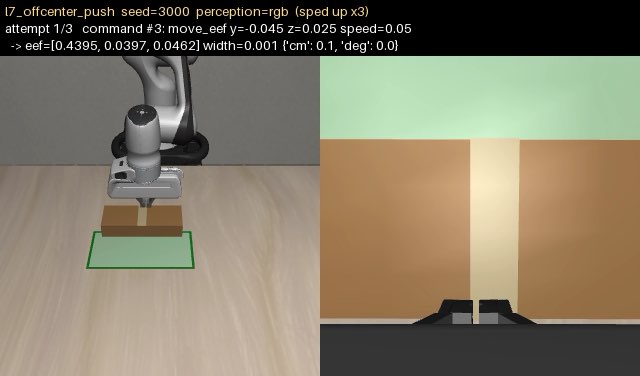 l7_offcenter_push  seed=3000  perception=rgb  (sped up x3)
attempt 1/3   command #3: move_eef y=-0.045 z=0.025 speed=0.05
-> eef=[0.4395, 0.0397, 0.0462] width=0.001 {'cm': 0.1, 'deg': 0.0}